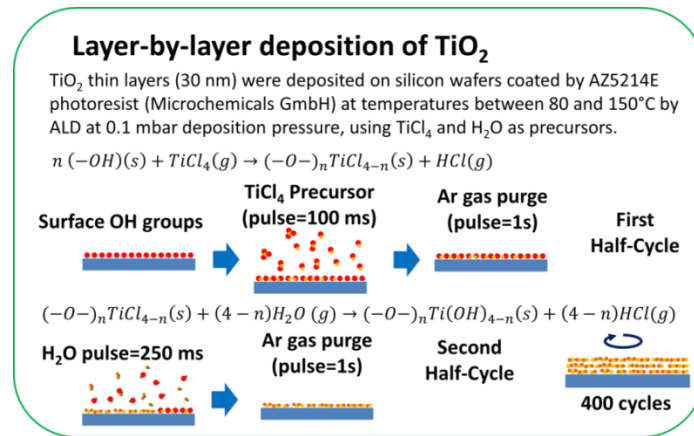 Layer-by-layer deposition of TiO₂
TiO₂ thin layers (30 nm) were deposited on silicon wafers coated by AZ5214E
photoresist (Microchemicals GmbH) at temperatures between 80 and 150°C by
ALD at 0.1 mbar deposition pressure, using TiCl₄ and H₂O as precursors.
n (−OH)(s) + TiCl₄(g) → (−O−)ₙTiCl₄₋ₙ(s) + HCl(g)
Surface OH groups
TiCl₄ Precursor
(pulse=100 ms)
Ar gas purge
(pulse=1s)
First
Half-Cycle
(−O−)ₙTiCl₄₋ₙ(s) + (4 − n)H₂O (g) → (−O−)ₙTi(OH)₄₋ₙ(s) + (4 − n)HCl(g)
H₂O pulse=250 ms
Ar gas purge
(pulse=1s)
Second
Half-Cycle
400 cycles